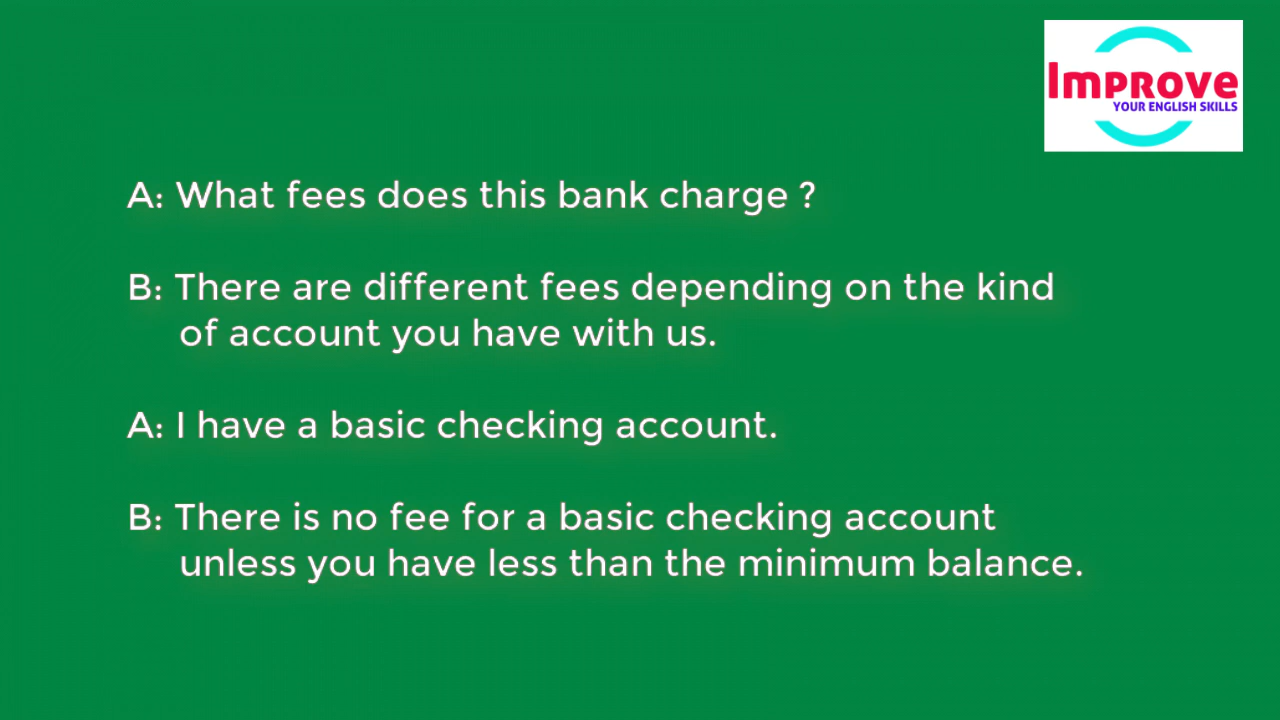 Improve
YOUR ENGLISH SKILLS
A: What fees does this bank charge ?
B: There are different fees depending on the kind
of account you have with us.
A: I have a basic checking account.
B: There is no fee for a basic checking account
unless you have less than the minimum balance.